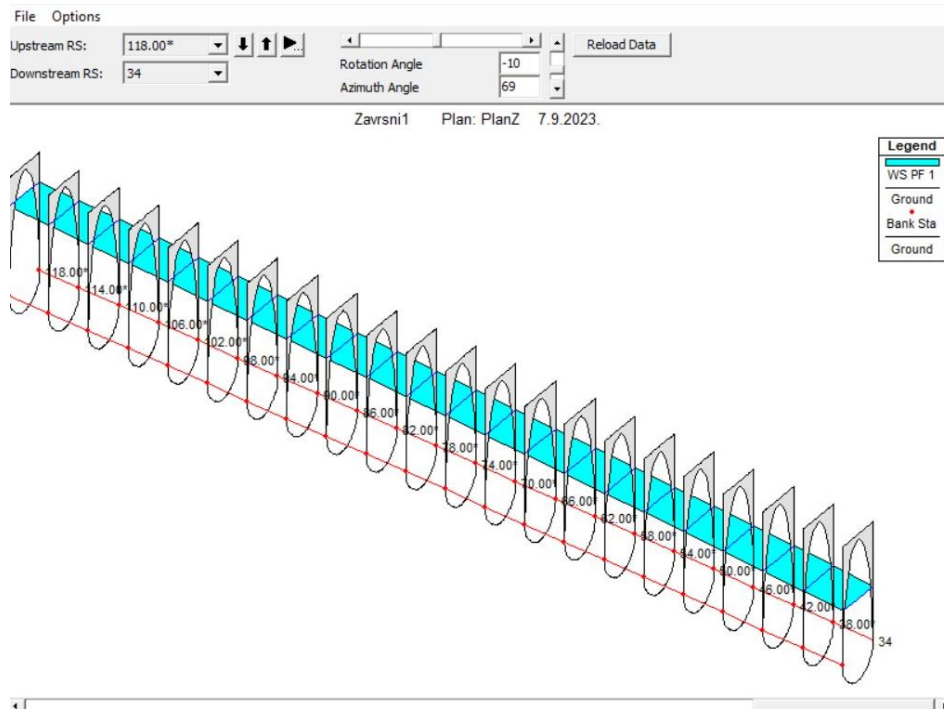 File Options
Upstream RS: 118.00*
Downstream RS: 34
Rotation Angle -10
Azimuth Angle 69
Reload Data
Zavrsni1 Plan: PlanZ 7.9.2023.
Legend
WS PF 1
Ground
Bank Sta
Ground
118.00*
114.00*
110.00*
106.00*
102.00*
98.00*
94.00*
90.00*
86.00*
82.00*
78.00*
74.00*
70.00*
66.00*
62.00*
58.00*
54.00*
50.00*
46.00*
42.00*
38.00*
34